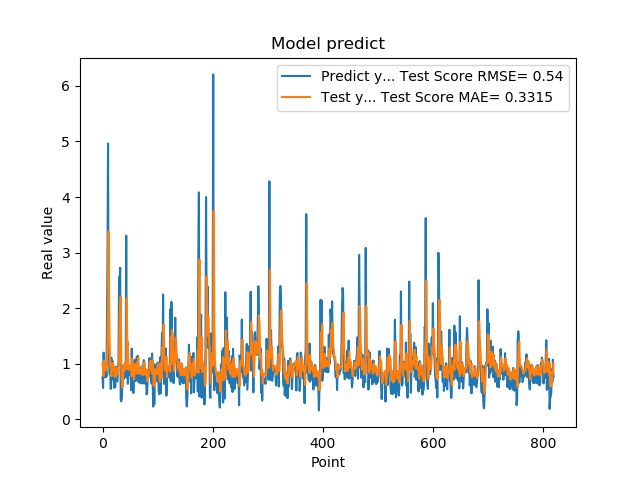 Model predict
Predict y... Test Score RMSE= 0.54
Test y... Test Score MAE= 0.3315
Real value
6
5
4
3
2
1
0
0 200 400 600 800
Point